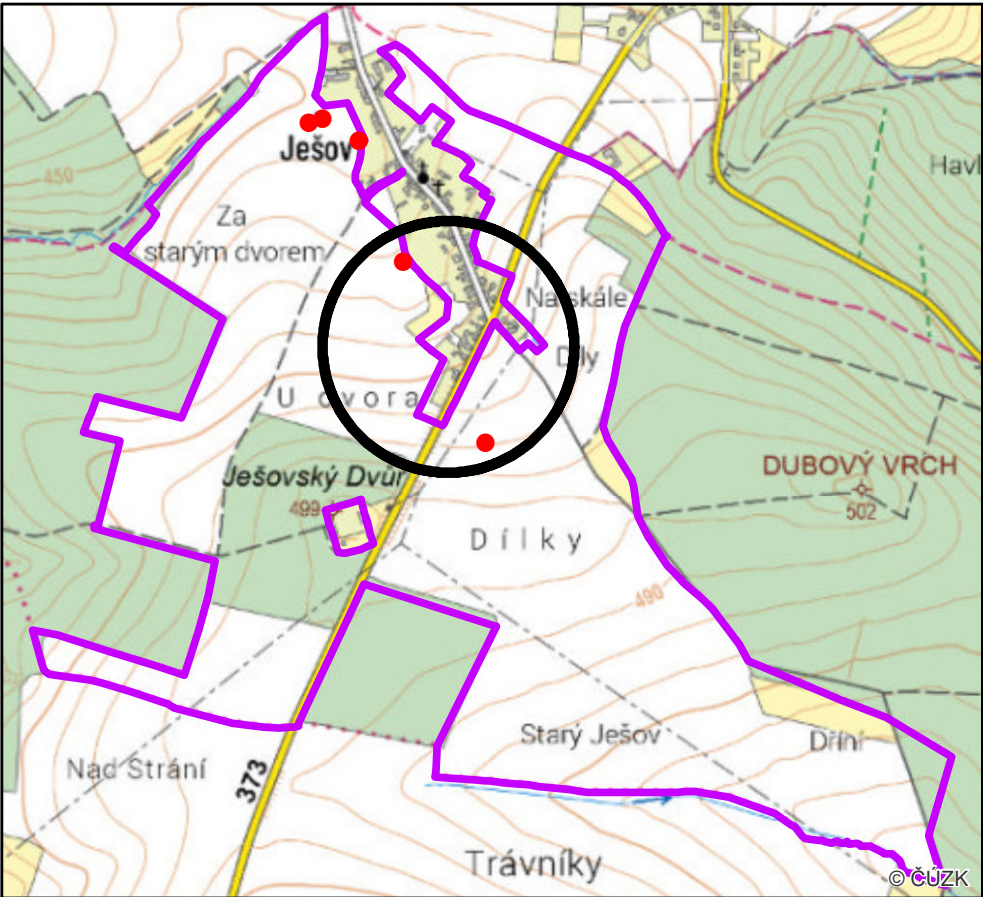 Ješov
Havl
450
Za
starým dvorem
Na skále
Díly
U dvora
Ješovský Dvůr
499
DUBOVÝ VRCH
502
Dílky
490
Starý Ješov
Dříní
Nad Strání
373
Trávníky
© ČÚZK